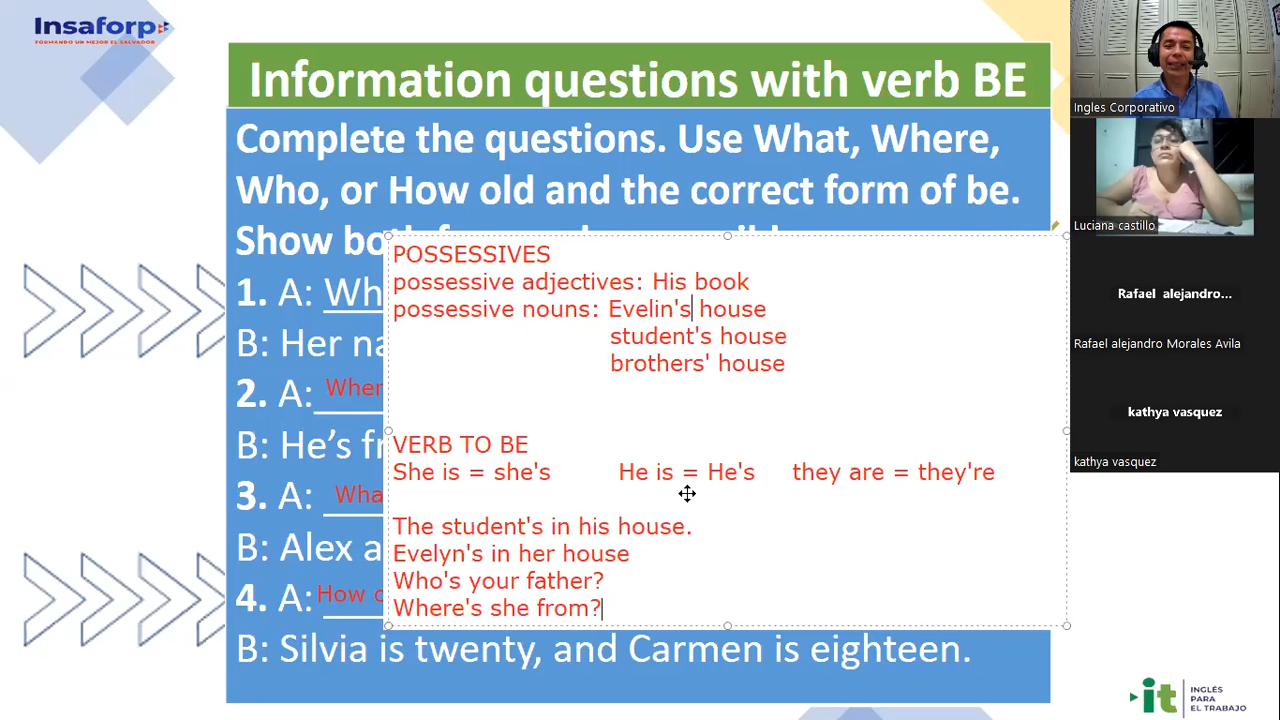 Insaforp
FORMANDO UN MEJOR EL SALVADOR
Information questions with verb BE
Complete the questions. Use What, Where,
Who, or How old and the correct form of be.
Show both
1. A: Wh
B: Her na
2. A: Wher
B: He's fr
3. A: Wha
B: Alex a
4. A: How o
B: Silvia is twenty, and Carmen is eighteen.
POSSESSIVES
possessive adjectives: His book
possessive nouns: Evelin's house
student's house
brothers' house
VERB TO BE
She is = she's He is = He's they are = they're
The student's in his house.
Evelyn's in her house
Who's your father?
Where's she from?
Ingles Corporativo
Luciana castillo
Rafael alejandro...
Rafael alejandro Morales Avila
kathya vasquez
kathya vasquez
it
INGLÉS
PARA
EL TRABAJO